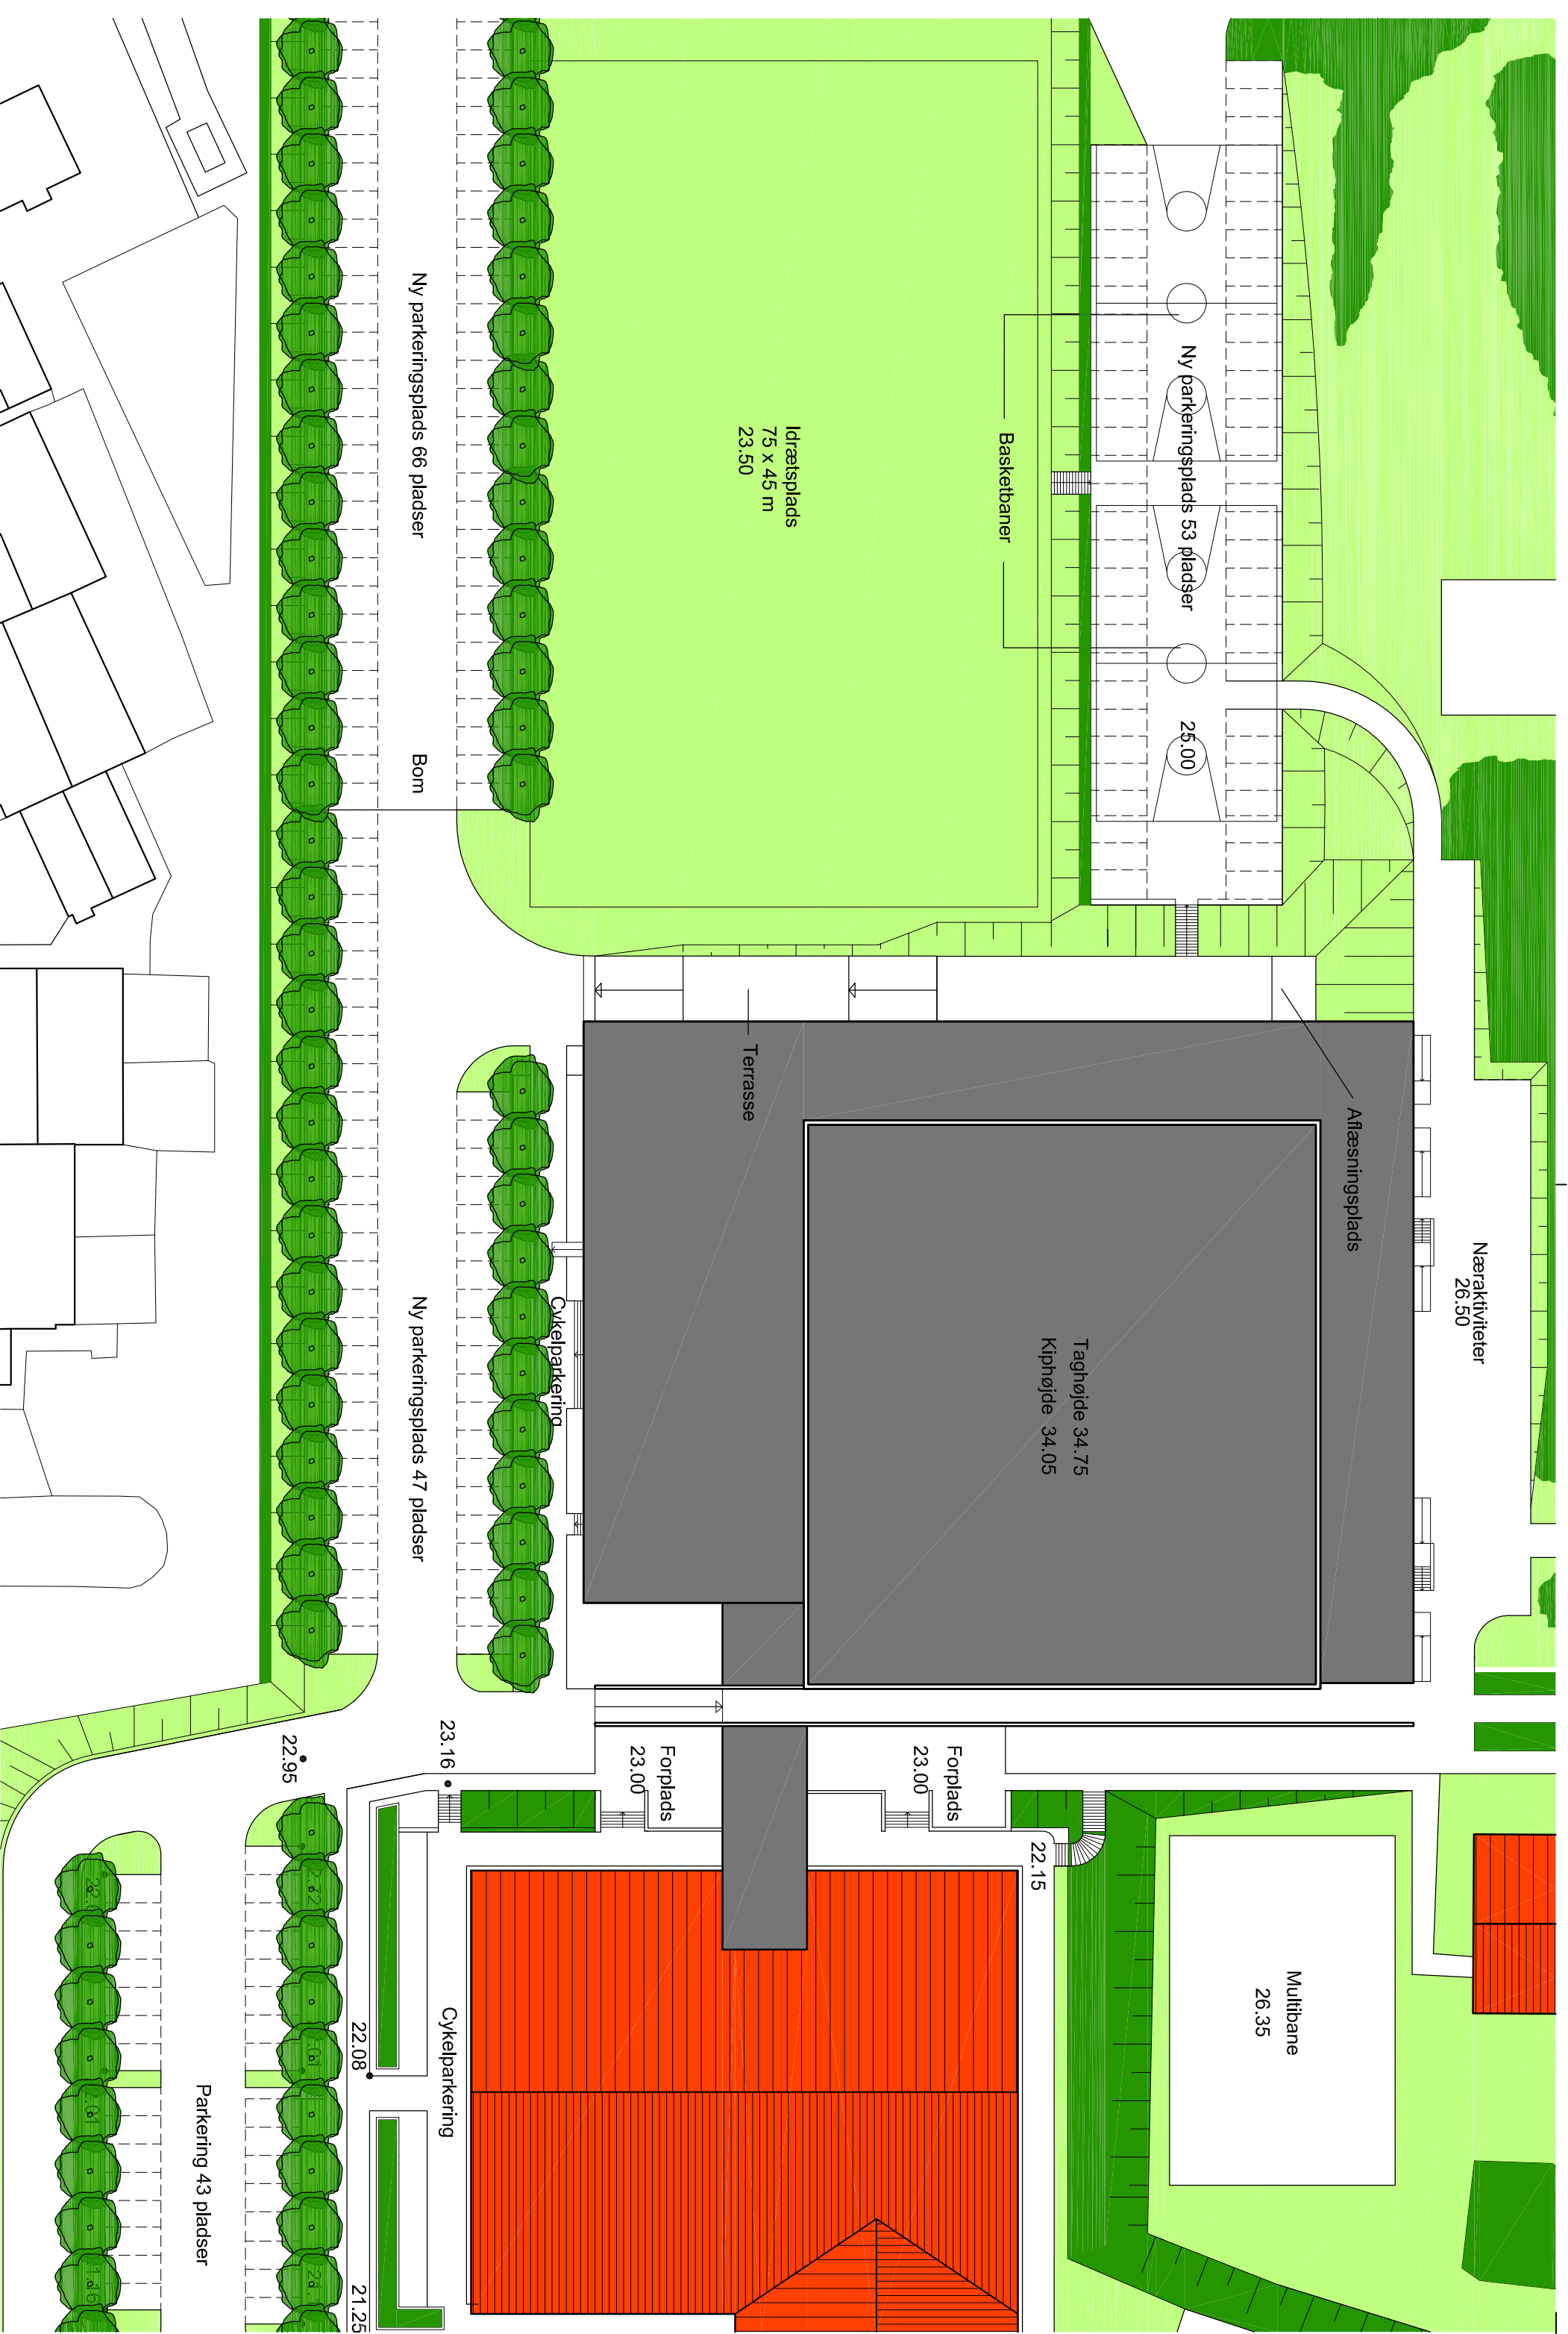 Ny parkeringsplads 53 pladser
25.00
Basketbaner
Idrætsplads
75 x 45 m
23.50
Ny parkeringsplads 66 pladser
Bom
Næraktiviteter
26.50
Aflæsningsplads
Terrasse
Taghøjde 34.75
Kiphøjde 34.05
Cykelparkering
Ny parkeringsplads 47 pladser
Forplads
23.00
Forplads
23.00
23.16
22.95
22.15
Multibane
26.35
Cykelparkering
22.08
21.25
Parkering 43 pladser